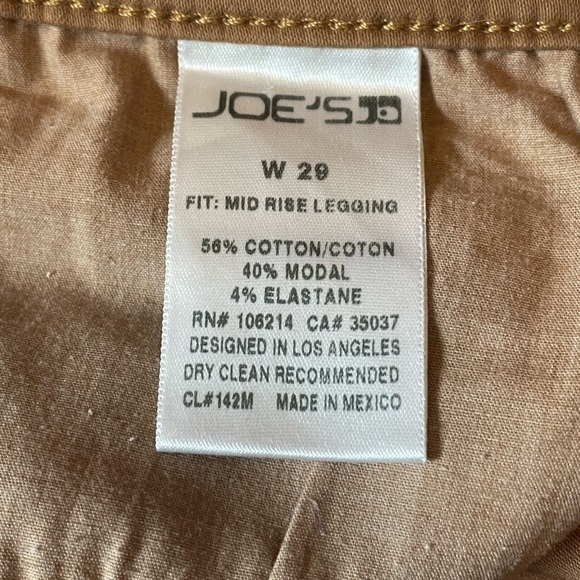 JOE'S
W 29
FIT: MID RISE LEGGING
56% COTTON/COTON
40% MODAL
4% ELASTANE
RN# 106214 CA# 35037
DESIGNED IN LOS ANGELES
DRY CLEAN RECOMMENDED
CL#142M MADE IN MEXICO